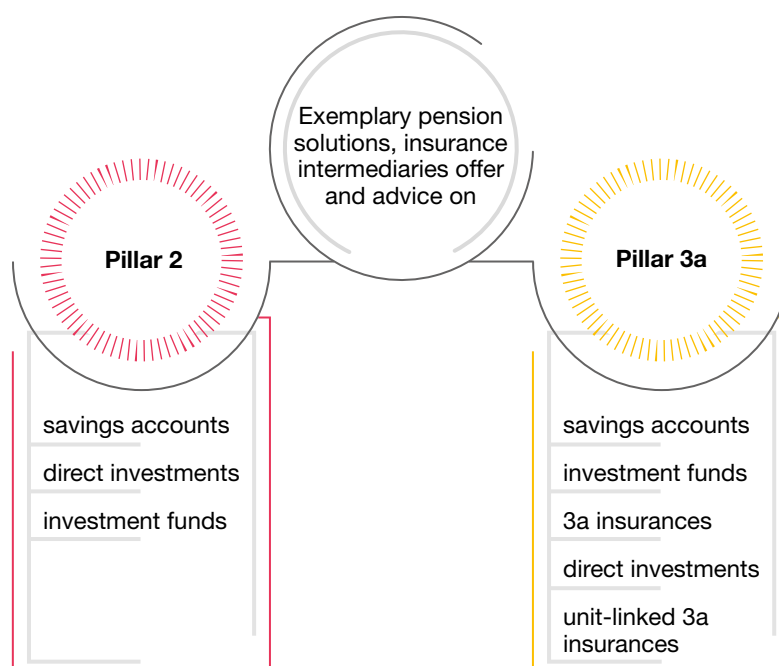 Exemplary pension
solutions, insurance
intermediaries offer
and advice on
Pillar 2
savings accounts
direct investments
investment funds
Pillar 3a
savings accounts
investment funds
3a insurances
direct investments
unit-linked 3a
insurances